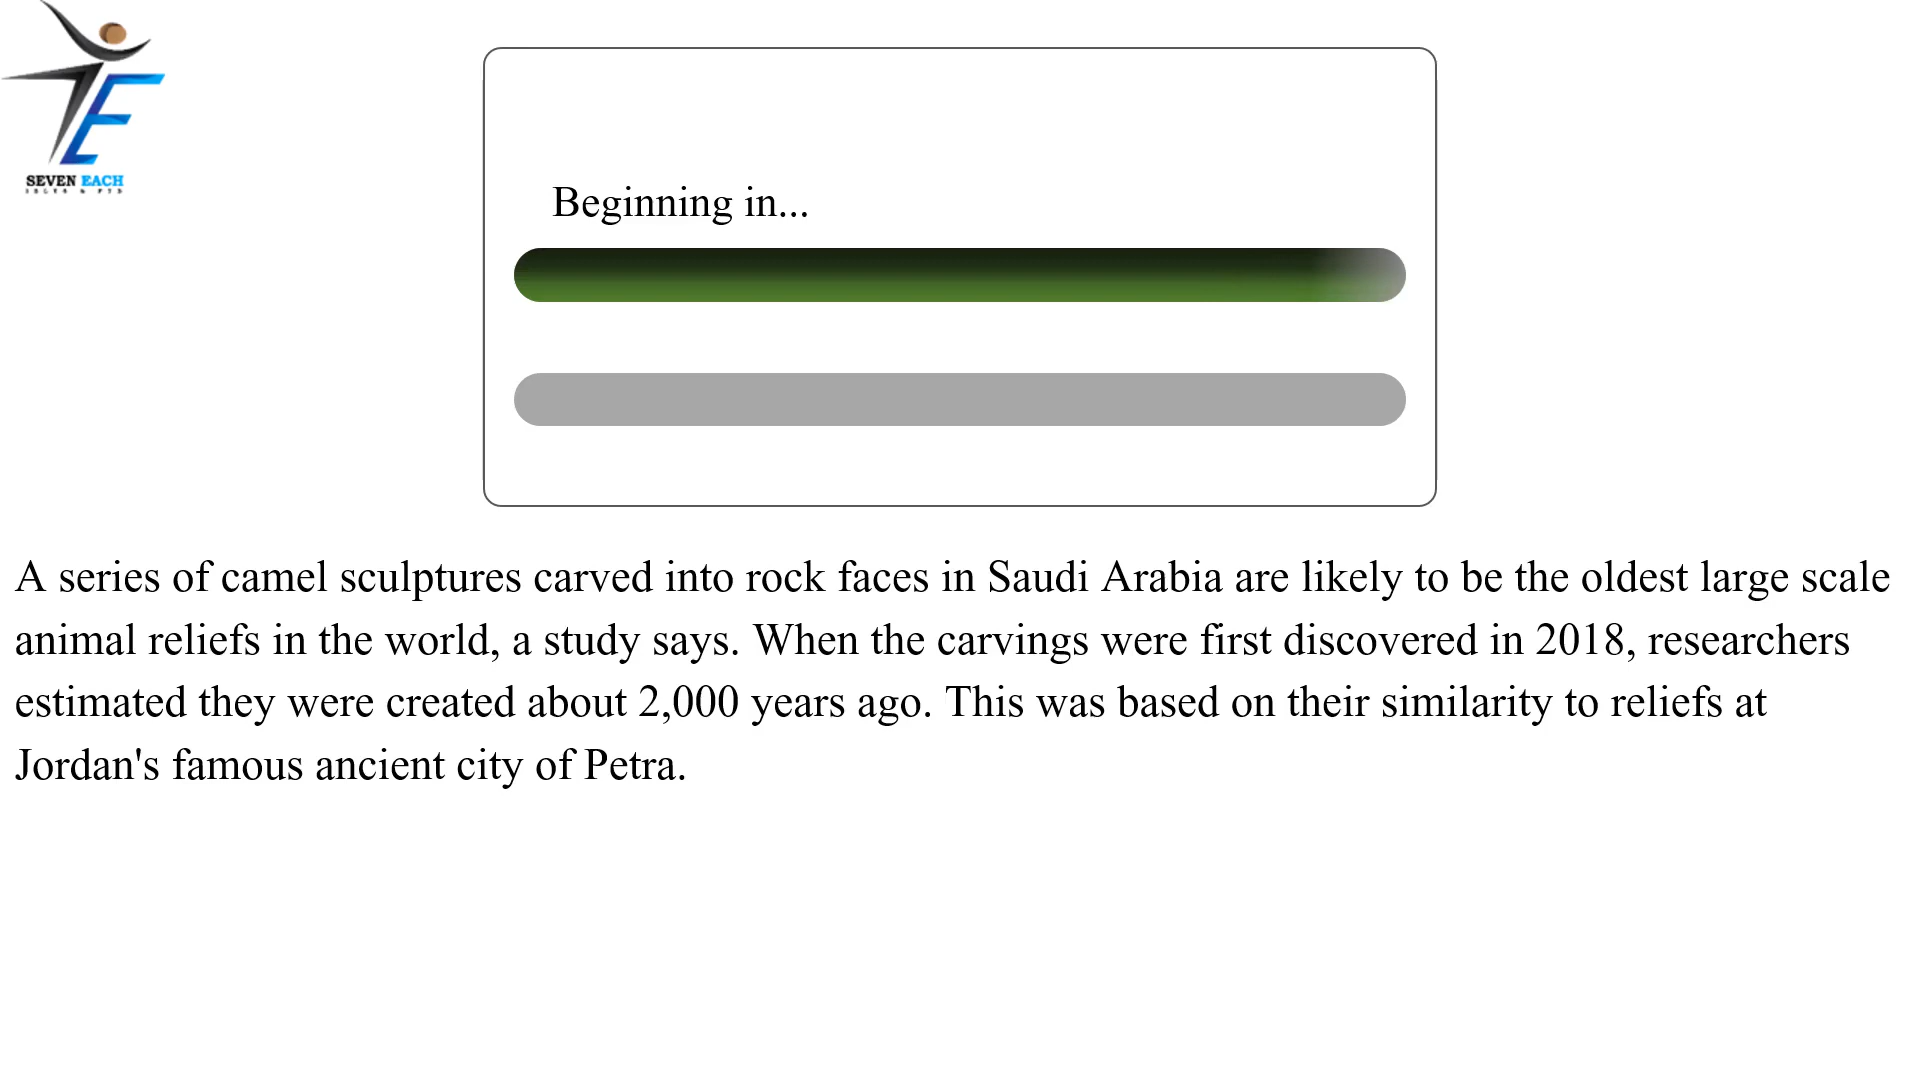 SEVEN EACH
Beginning in...
A series of camel sculptures carved into rock faces in Saudi Arabia are likely to be the oldest large scale
animal reliefs in the world, a study says. When the carvings were first discovered in 2018, researchers
estimated they were created about 2,000 years ago. This was based on their similarity to reliefs at
Jordan's famous ancient city of Petra.